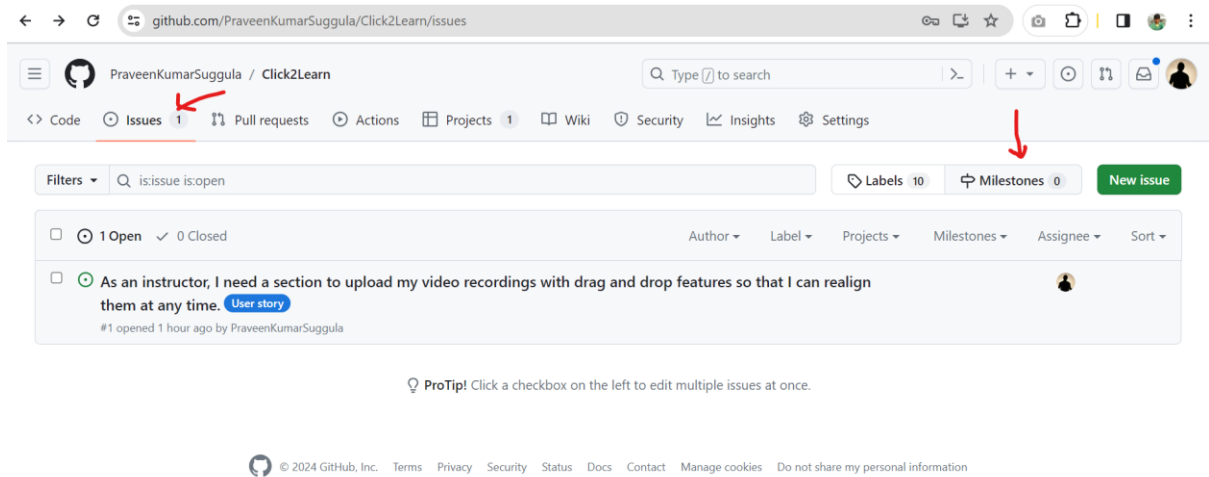 github.com/PraveenKumarSuggula/Click2Learn/issues
PraveenKumarSuggula / Click2Learn
Type / to search
<> Code Issues 1 Pull requests Actions Projects 1 Wiki Security Insights Settings
Filters is:issue is:open Labels 10 Milestones 0 New issue
1 Open 0 Closed Author Label Projects Milestones Assignee Sort
As an instructor, I need a section to upload my video recordings with drag and drop features so that I can realign
them at any time. User story
#1 opened 1 hour ago by PraveenKumarSuggula
ProTip! Click a checkbox on the left to edit multiple issues at once.
© 2024 GitHub, Inc. Terms Privacy Security Status Docs Contact Manage cookies Do not share my personal information